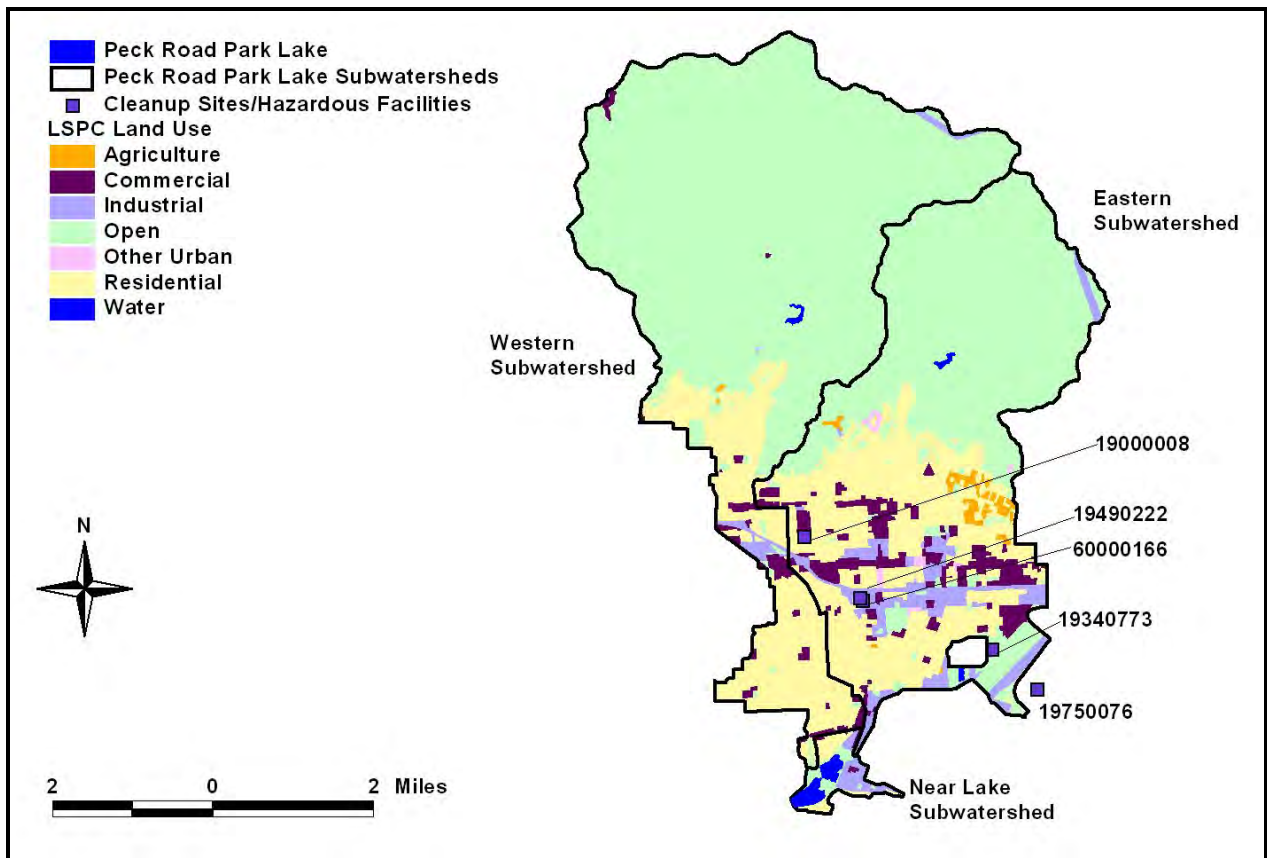 Peck Road Park Lake
Peck Road Park Lake Subwatersheds
Cleanup Sites/Hazardous Facilities
LSPC Land Use
Agriculture
Commercial
Industrial
Open
Other Urban
Residential
Water
Eastern
Subwatershed
Western
Subwatershed
19000008
19490222
60000166
19340773
19750076
N
2 0 2 Miles
Near Lake
Subwatershed